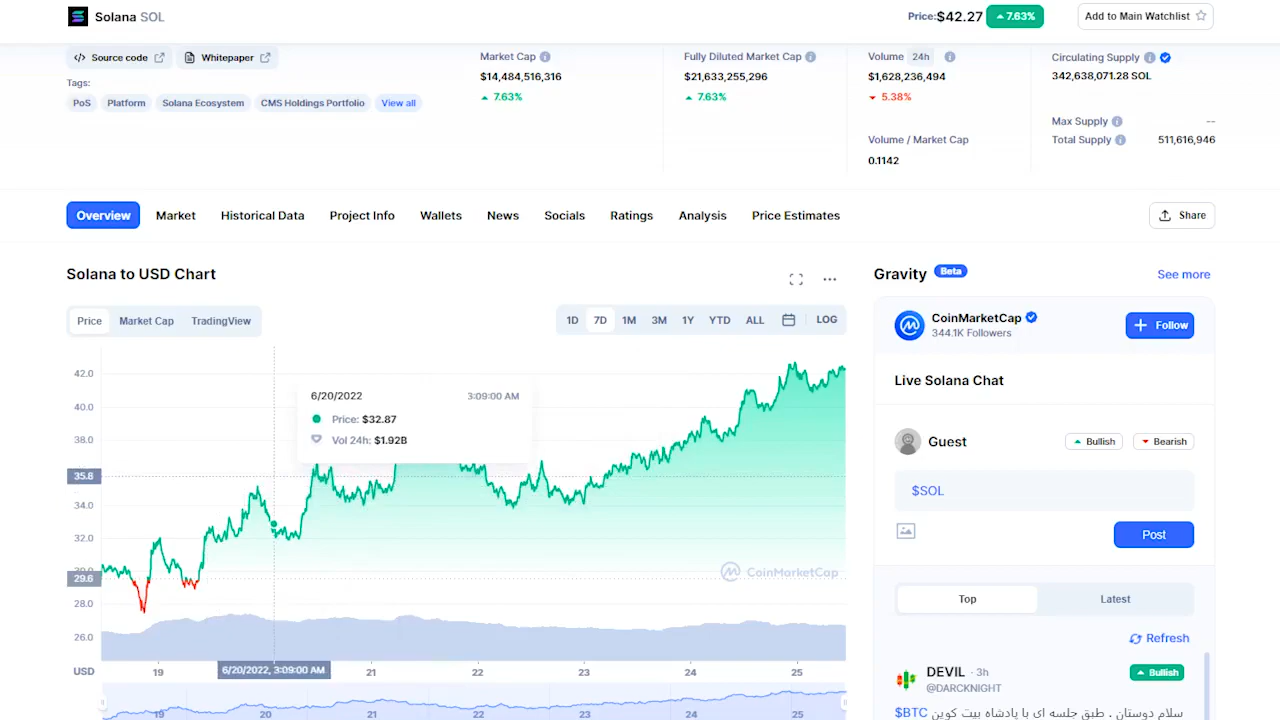 Solana SOL
Price:$42.27 7.63%
Add to Main Watchlist
Source code
Whitepaper
Tags:
PoS
Platform
Solana Ecosystem
CMS Holdings Portfolio
View all
Market Cap
$14,484,516,316
7.63%
Fully Diluted Market Cap
$21,633,255,296
7.63%
Volume 24h
$1,628,236,494
5.38%
Volume / Market Cap
0.1142
Circulating Supply
342,638,071.28 SOL
Max Supply --
Total Supply 511,616,946
Overview Market Historical Data Project Info Wallets News Socials Ratings Analysis Price Estimates
Share
Solana to USD Chart
Price Market Cap TradingView
1D 7D 1M 3M 1Y YTD ALL LOG
42.0
40.0
38.0
35.8
34.0
32.0
30.0
29.6
28.0
26.0
6/20/2022 3:09:00 AM
Price: $32.87
Vol 24h: $1.92B
CoinMarketCap
USD 19 6/20/2022, 3:09:00 AM 21 22 23 24 25
19 20 21 22 23 24 25
Gravity Beta
See more
CoinMarketCap
344.1K Followers
Follow
Live Solana Chat
Guest
Bullish
Bearish
$SOL
Post
Top Latest
Refresh
DEVIL · 3h
@DARCKNIGHT
Bullish
$BTC سلام دوستان . طبق جلسه ای با پادشاه بیت کوین